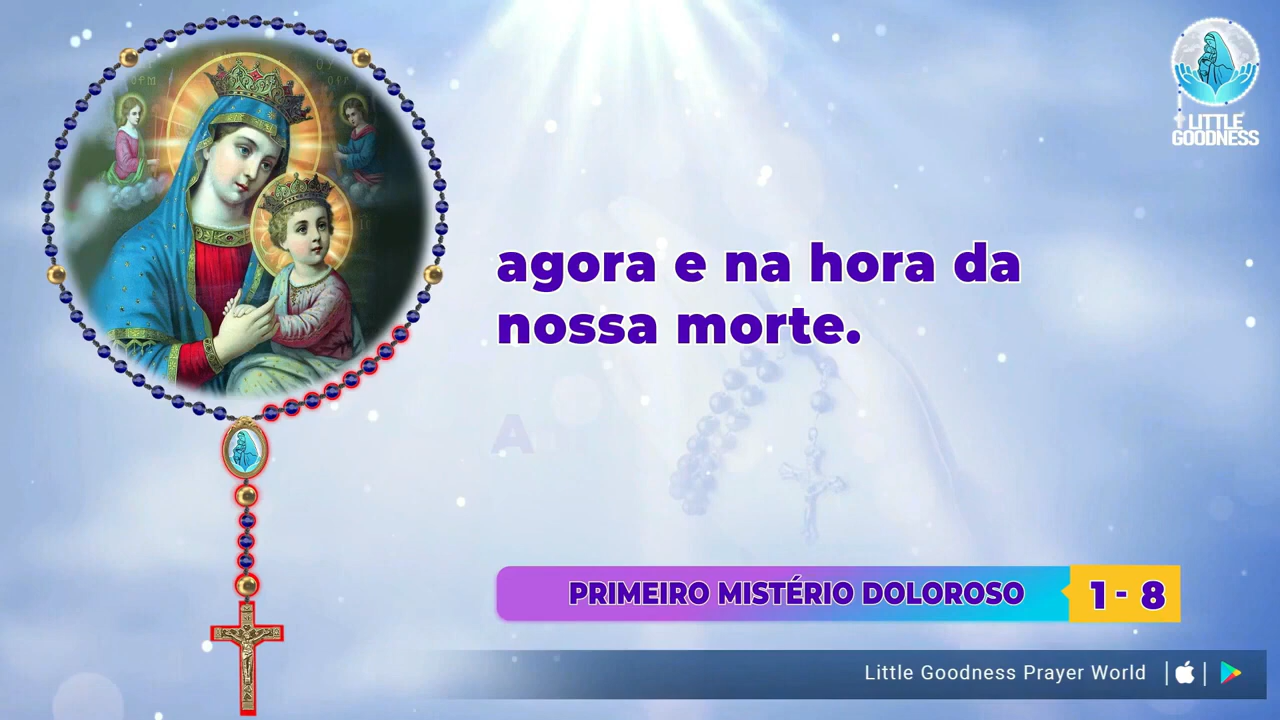 LITTLE
GOODNESS
agora e na hora da
nossa morte.
A
PRIMEIRO MISTÉRIO DOLOROSO
1 - 8
Little Goodness Prayer World